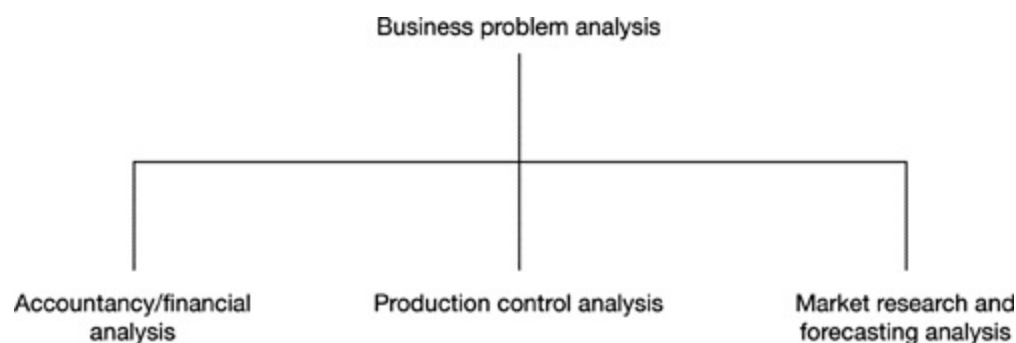 Business problem analysis
Accountancy/financial
analysis
Production control analysis
Market research and
forecasting analysis